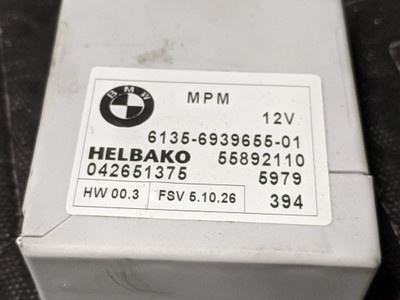 BMW
MPM
12V
6135-6939655-01
HELBAKO 55892110
042651375 5979
HW 00.3 FSV 5.10.26 394